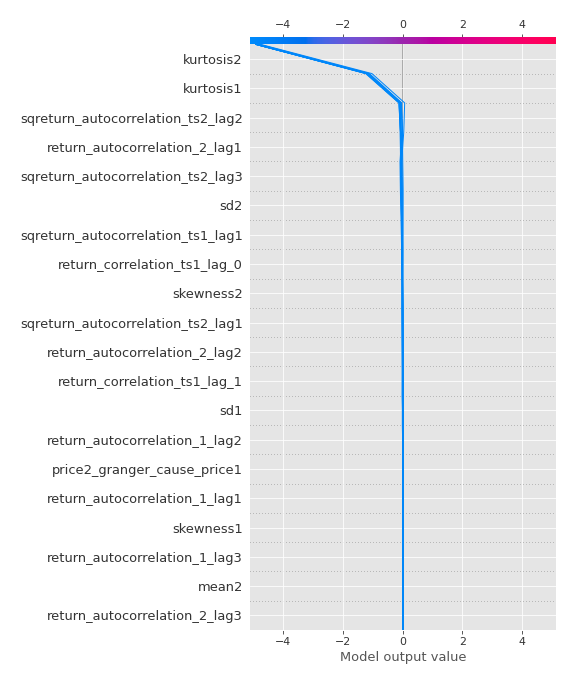 −4 −2 0 2 4
kurtosis2
kurtosis1
sqreturn_autocorrelation_ts2_lag2
return_autocorrelation_2_lag1
sqreturn_autocorrelation_ts2_lag3
sd2
sqreturn_autocorrelation_ts1_lag1
return_correlation_ts1_lag_0
skewness2
sqreturn_autocorrelation_ts2_lag1
return_autocorrelation_2_lag2
return_correlation_ts1_lag_1
sd1
return_autocorrelation_1_lag2
price2_granger_cause_price1
return_autocorrelation_1_lag1
skewness1
return_autocorrelation_1_lag3
mean2
return_autocorrelation_2_lag3
−4 −2 0 2 4
Model output value